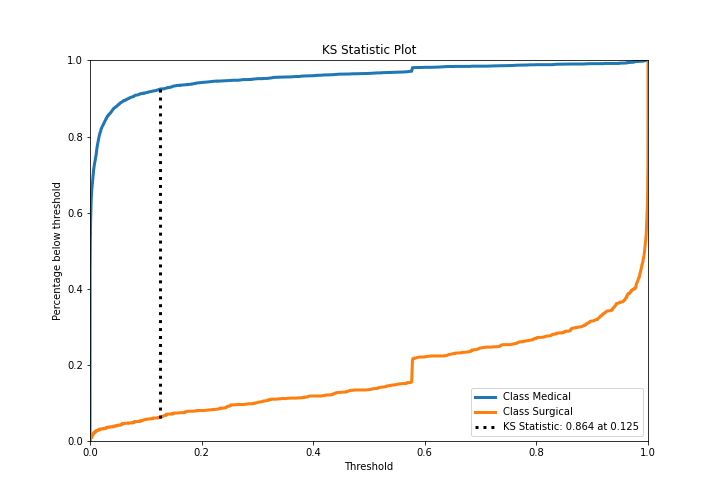 KS Statistic Plot
1.0
0.8
0.6
0.4
0.2
0.0
Percentage below threshold
Class Medical
Class Surgical
KS Statistic: 0.864 at 0.125
0.0 0.2 0.4 0.6 0.8 1.0
Threshold